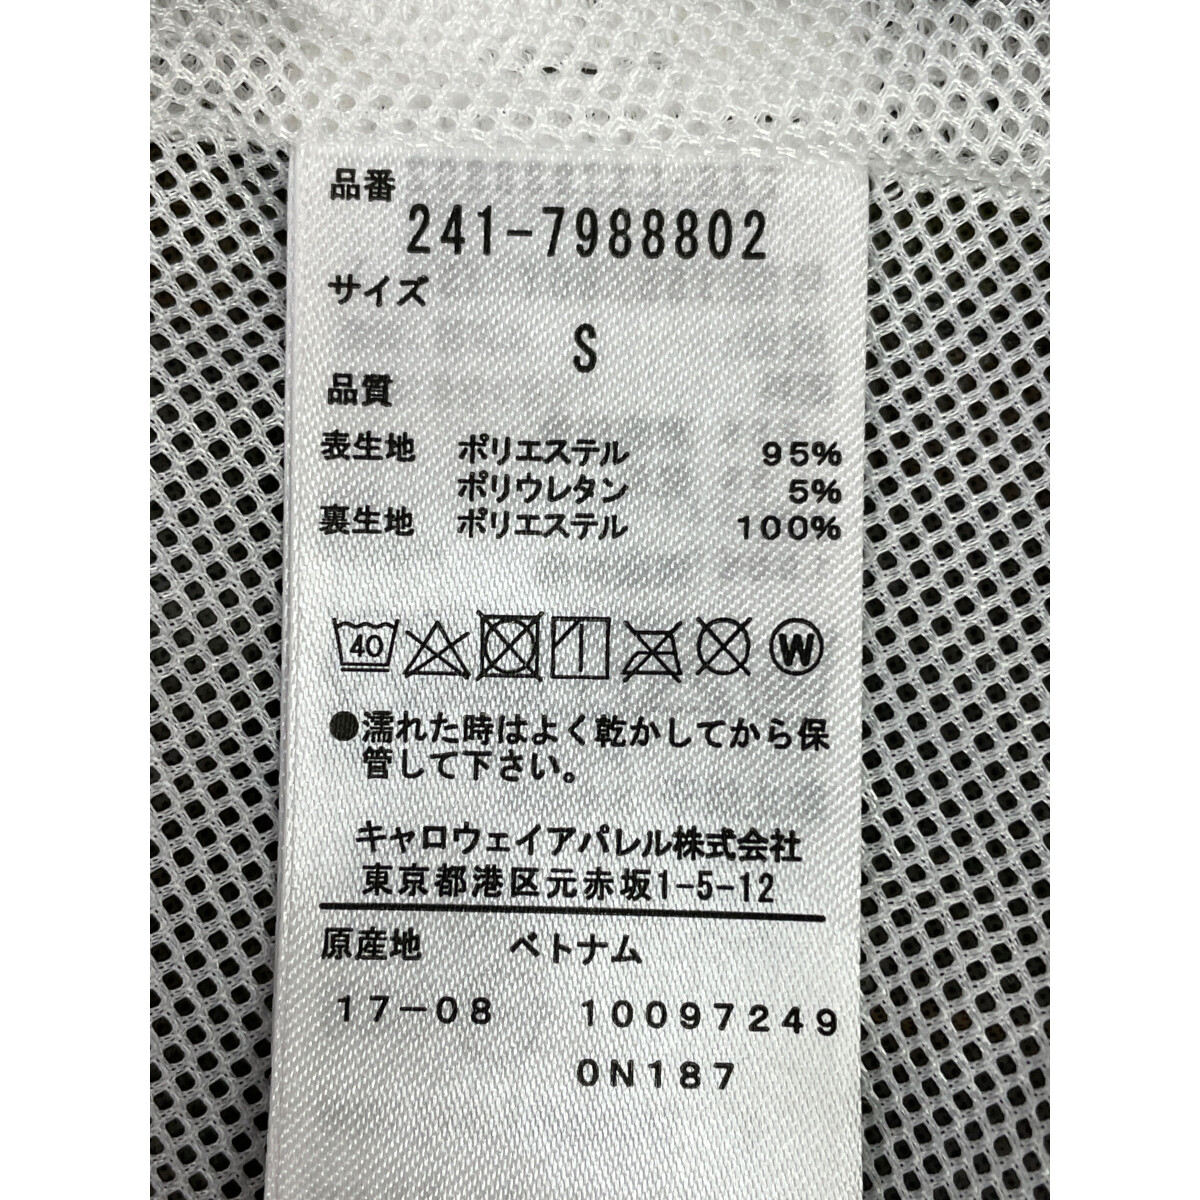 品番
241-7988802
サイズ
S
品質
表生地 ポリエステル 95%
ポリウレタン 5%
裏生地 ポリエステル 100%
40 W
●濡れた時はよく乾かしてから保
管して下さい。
キャロウェイアパレル株式会社
東京都港区元赤坂1-5-12
原産地 ベトナム
17-08 10097249
0N187